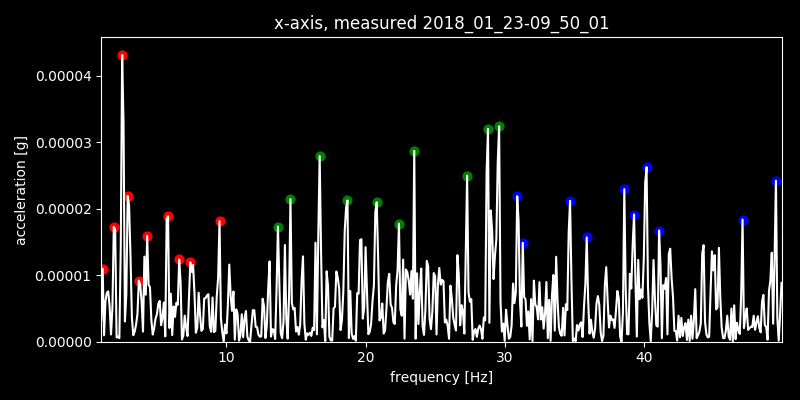 x-axis, measured 2018_01_23-09_50_01
0.00004
0.00003
0.00002
0.00001
0.00000
acceleration [g]
10 20 30 40
frequency [Hz]